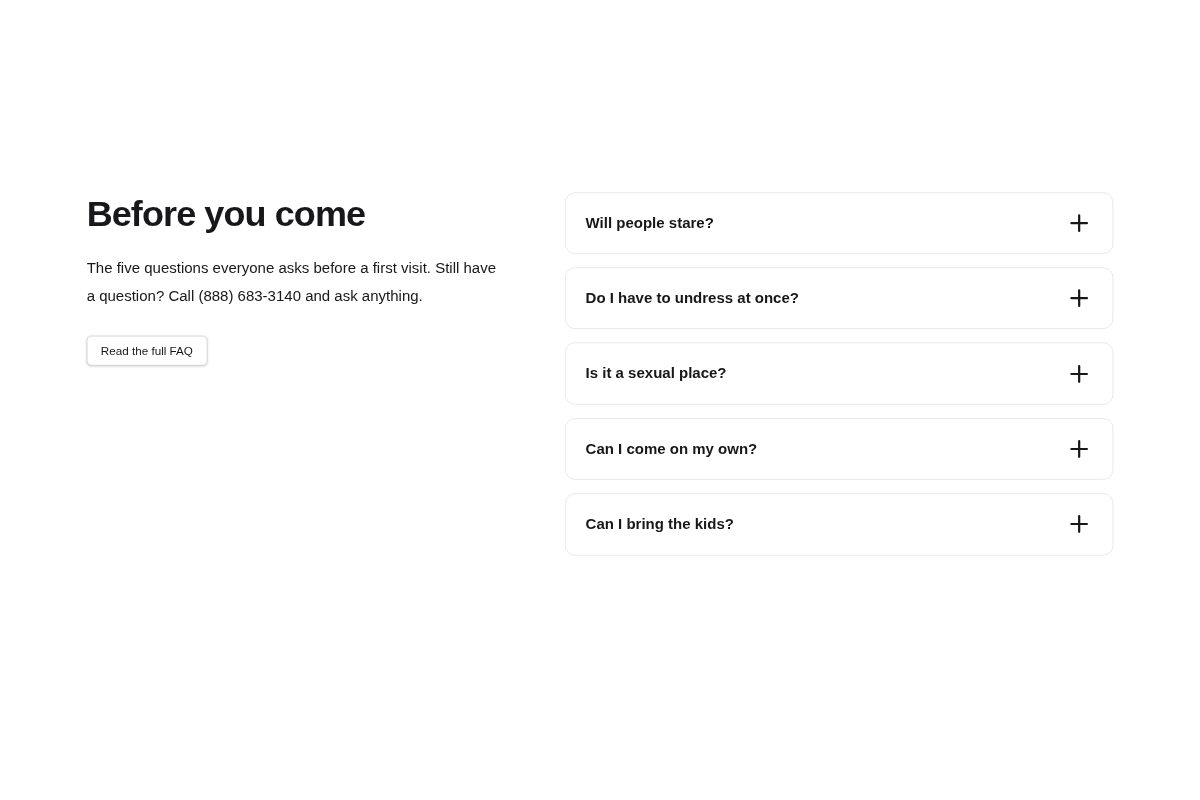 Before you come
The five questions everyone asks before a first visit. Still have
a question? Call (888) 683-3140 and ask anything.
Read the full FAQ
Will people stare?
Do I have to undress at once?
Is it a sexual place?
Can I come on my own?
Can I bring the kids?